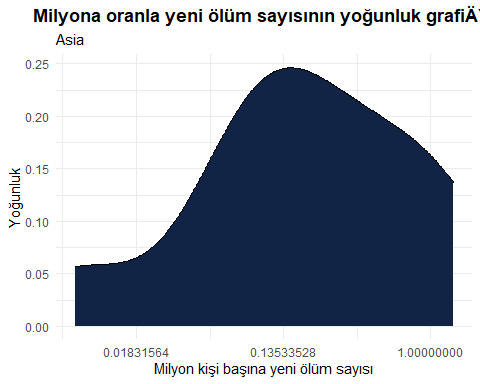 Milyona oranla yeni ölüm sayısının yoğunluk grafiÄŸ
Asia
0.25
0.20
0.15
0.10
0.05
0.00
Yoğunluk
0.01831564 0.13533528 1.00000000
Milyon kişi başına yeni ölüm sayısı